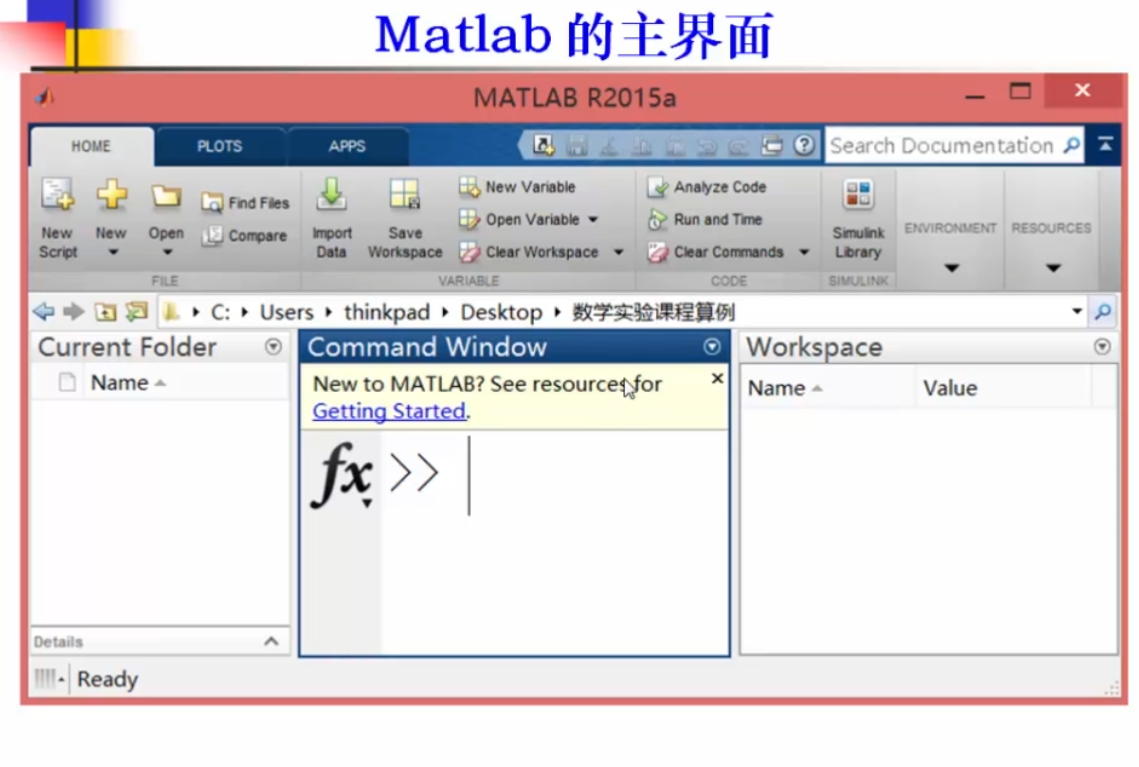 Matlab 的主界面
MATLAB R2015a
HOME PLOTS APPS Search Documentation
New Script New Open Find Files Compare Import Data Save Workspace New Variable Open Variable Clear Workspace Analyze Code Run and Time Clear Commands Simulink Library ENVIRONMENT RESOURCES
FILE VARIABLE CODE SIMULINK
C: Users thinkpad Desktop 数学实验课程算例
Current Folder Command Window Workspace
Name
New to MATLAB? See resources for
Getting Started.
Name Value
fx >>
Details
Ready